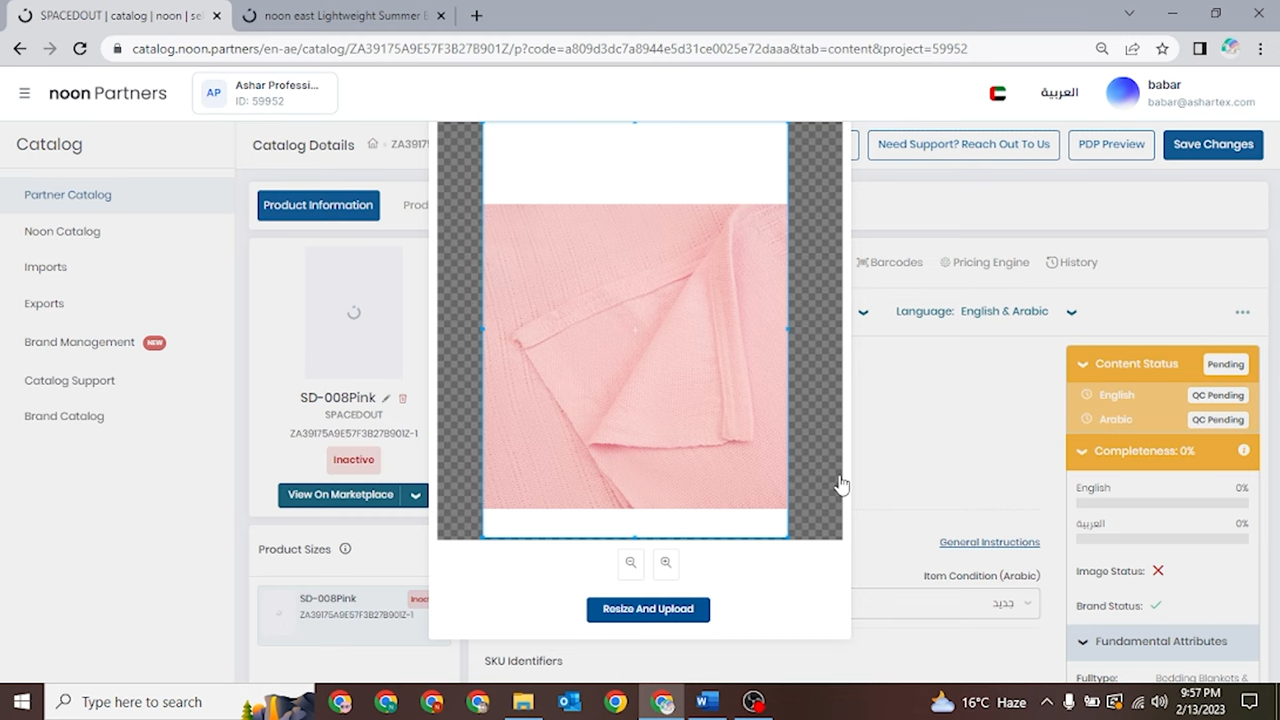 SPACEDOUT | catalog | noon | sel
noon east Lightweight Summer
catalog.noon.partners/en-ae/catalog/ZA39175A9E57F3B27B901Z/p?code=a809d3dc7a8944e5d31ce0025e72daaa&tab=content&project=59952
noon Partners
AP
Ashar Professi...
ID: 59952
العربية
babar
babar@ashartex.com
Catalog
Catalog Details
ZA3917
Need Support? Reach Out To Us
PDP Preview
Save Changes
Partner Catalog
Noon Catalog
Imports
Exports
Brand Management
NEW
Catalog Support
Brand Catalog
Product Information
Prod
Barcodes
Pricing Engine
History
Language: English & Arabic
SD-008Pink
SPACEDOUT
ZA39175A9E57F3B27B901Z-1
Inactive
View On Marketplace
Content Status
Pending
English
QC Pending
Arabic
QC Pending
Completeness: 0%
English
0%
العربية
0%
Image Status:
Brand Status:
Fundamental Attributes
Fulltype:
Bedding Blankets &
Product Sizes
SD-008Pink
Inac
ZA39175A9E57F3B27B901Z-1
General Instructions
Item Condition (Arabic)
جديد
Resize And Upload
SKU Identifiers
Type here to search
16°C Haze
9:57 PM
2/13/2023